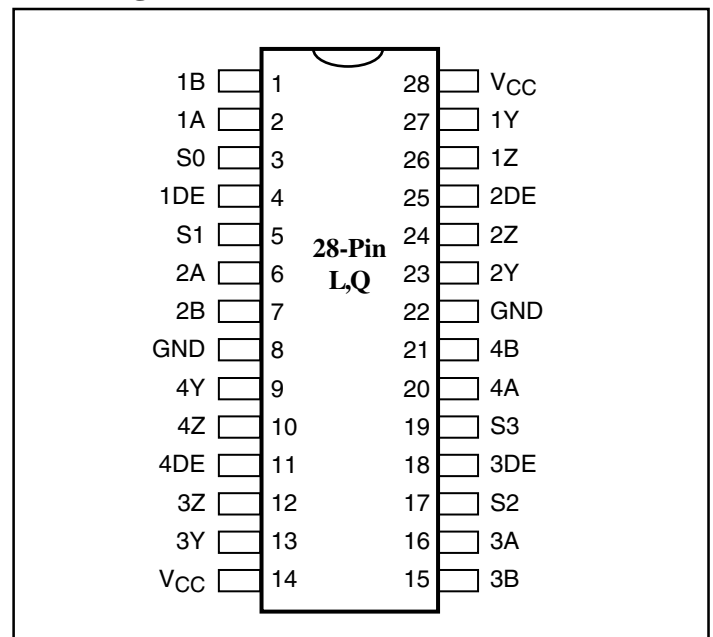 1B 1 28 VCC
1A 2 27 1Y
S0 3 26 1Z
1DE 4 25 2DE
S1 5 24 2Z
28-Pin
L,Q
2A 6 23 2Y
2B 7 22 GND
GND 8 21 4B
4Y 9 20 4A
4Z 10 19 S3
4DE 11 18 3DE
3Z 12 17 S2
3Y 13 16 3A
VCC 14 15 3B